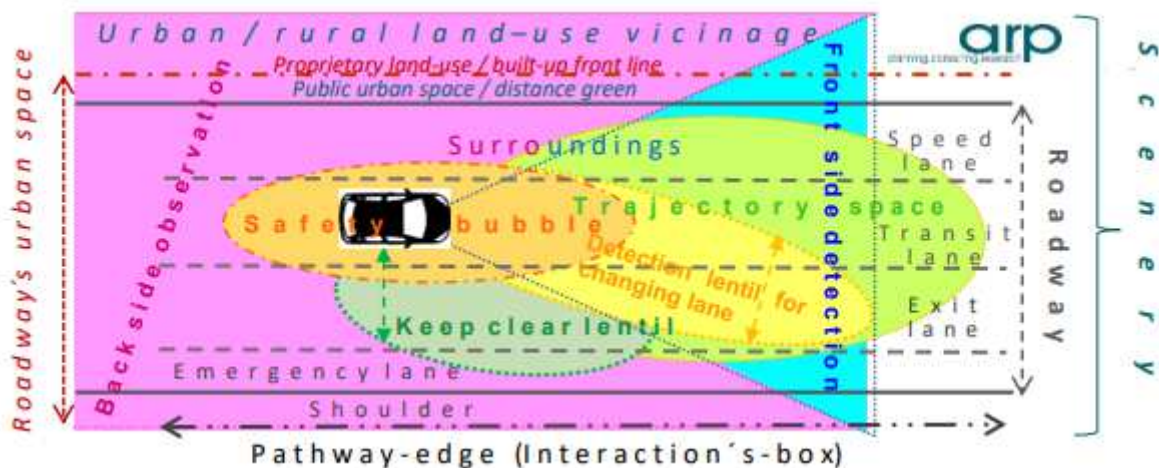 Urban / rural land-use vicinage
arp
Proprietary land-use / built-up front line
Public urban space / distance green
Roadway's urban space
Backside observation
Surroundings
Front side detection
Speed
lane
Trajectory space
Safety bubble
Transit
lane
Detection lentil for
changing lane
Exit
lane
Keep clear lentil
Emergency lane
Shoulder
Roadway
Scenery
Pathway-edge (Interaction´s-box)